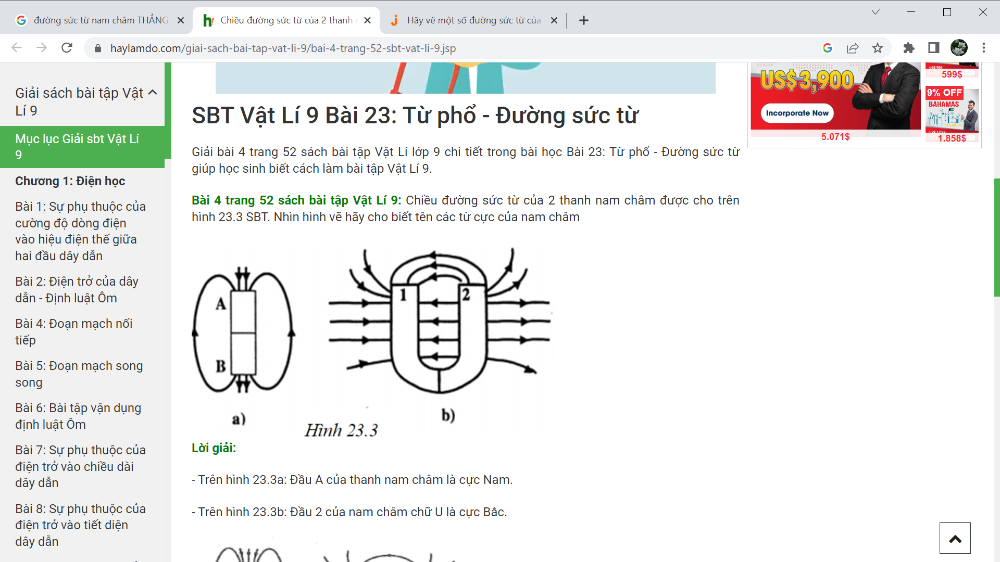 đường sức từ nam châm THẲNG
Chiều đường sức từ của 2 thanh
Hãy vẽ một số đường sức từ của
haylamdo.com/giai-sach-bai-tap-vat-li-9/bai-4-trang-52-sbt-vat-li-9.jsp
Giải sách bài tập Vật
Lí 9
Mục lục Giải sbt Vật Lí
9
Chương 1: Điện học
Bài 1: Sự phụ thuộc của
cường độ dòng điện
vào hiệu điện thế giữa
hai đầu dây dẫn
Bài 2: Điện trở của dây
dẫn - Định luật Ôm
Bài 4: Đoạn mạch nối
tiếp
Bài 5: Đoạn mạch song
song
Bài 6: Bài tập vận dụng
định luật Ôm
Bài 7: Sự phụ thuộc của
điện trở vào chiều dài
dây dẫn
Bài 8: Sự phụ thuộc của
điện trở vào tiết diện
dây dẫn
SBT Vật Lí 9 Bài 23: Từ phổ - Đường sức từ
Giải bài 4 trang 52 sách bài tập Vật Lí lớp 9 chi tiết trong bài học Bài 23: Từ phổ - Đường sức từ
giúp học sinh biết cách làm bài tập Vật Lí 9.
Bài 4 trang 52 sách bài tập Vật Lí 9: Chiều đường sức từ của 2 thanh nam châm được cho trên
hình 23.3 SBT. Nhìn hình vẽ hãy cho biết tên các từ cực của nam châm
A
B
a)
1
2
b)
Hình 23.3
Lời giải:
- Trên hình 23.3a: Đầu A của thanh nam châm là cực Nam.
- Trên hình 23.3b: Đầu 2 của nam châm chữ U là cực Bắc.
US$3,900
Incorporate Now
5.071$
599$
9% OFF
BAHAMAS
1.858$